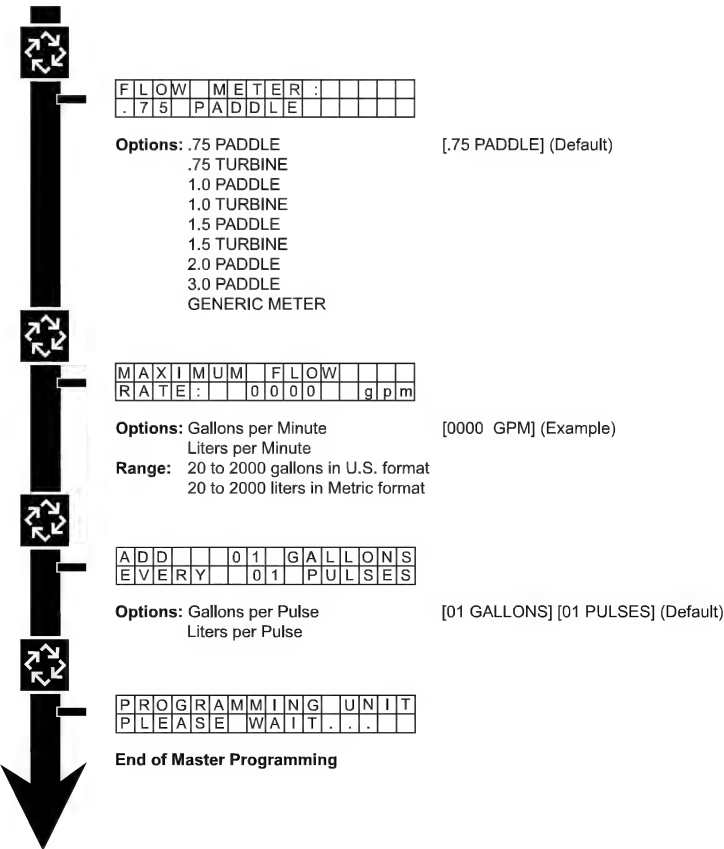 FLOW METER:
.75 PADDLE
Options: .75 PADDLE [.75 PADDLE] (Default)
.75 TURBINE
1.0 PADDLE
1.0 TURBINE
1.5 PADDLE
1.5 TURBINE
2.0 PADDLE
3.0 PADDLE
GENERIC METER
MAXIMUM FLOW
RATE: 0000 gpm
Options: Gallons per Minute [0000 GPM] (Example)
Liters per Minute
Range: 20 to 2000 gallons in U.S. format
20 to 2000 liters in Metric format
ADD 01 GALLONS
EVERY 01 PULSES
Options: Gallons per Pulse [01 GALLONS] [01 PULSES] (Default)
Liters per Pulse
PROGRAMMING UNIT
PLEASE WAIT...
End of Master Programming